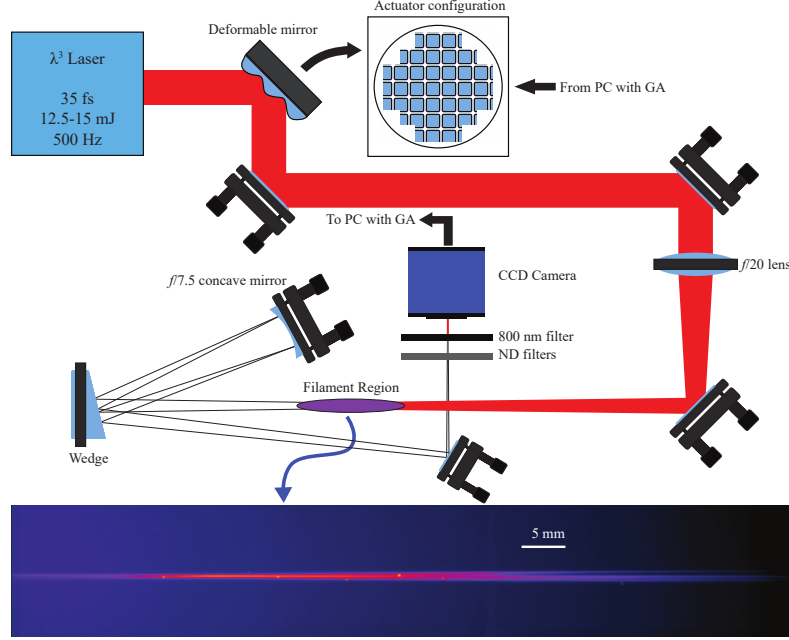 Deformable mirror
Actuator configuration
λ³ Laser
35 fs
12.5-15 mJ
500 Hz
From PC with GA
To PC with GA
CCD Camera
f/20 lens
f/7.5 concave mirror
800 nm filter
ND filters
Filament Region
Wedge
5 mm